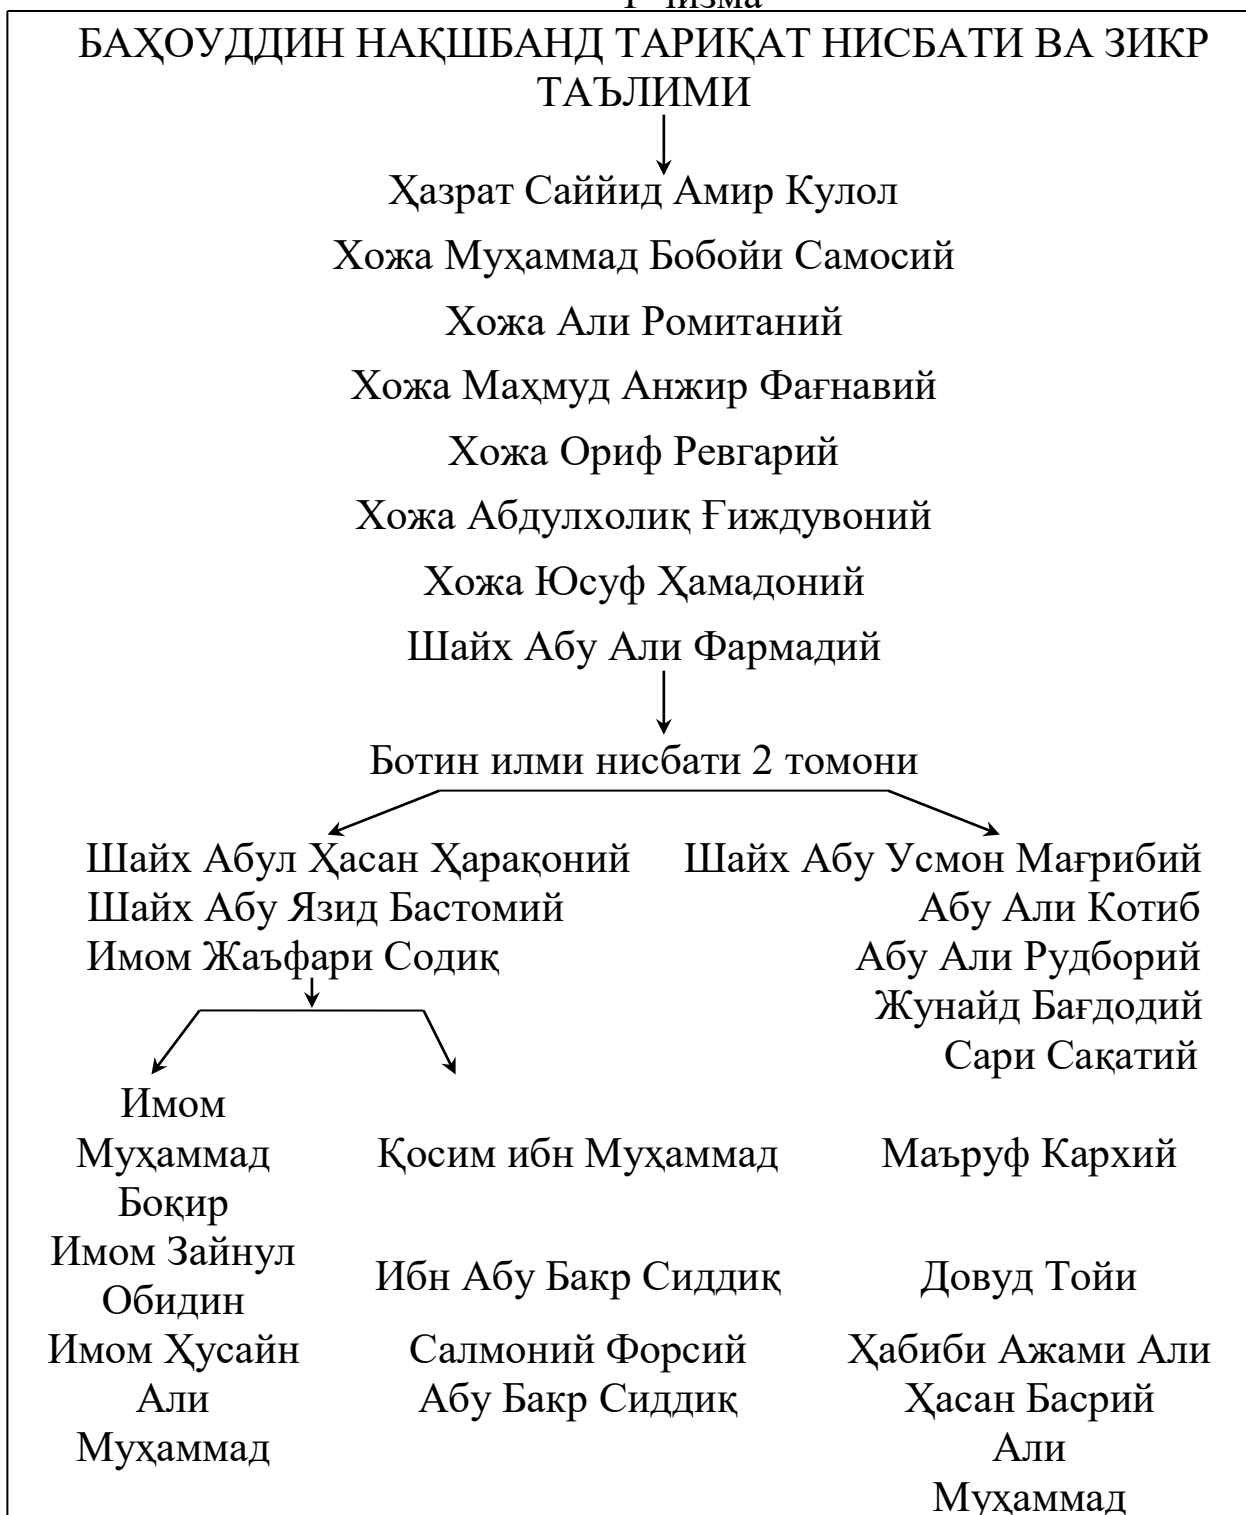 1-чизма
БАҲОУДДИН НАҚШБАНД ТАРИҚАТ НИСБАТИ ВА ЗИКР
ТАЪЛИМИ
Ҳазрат Саййид Амир Кулол
Хожа Муҳаммад Бобойи Самосий
Хожа Али Ромитаний
Хожа Маҳмуд Анжир Фағнавий
Хожа Ориф Ревгарий
Хожа Абдулхолиқ Ғиждувоний
Хожа Юсуф Ҳамадоний
Шайх Абу Али Фармадий
Ботин илми нисбати 2 томони
Шайх Абул Ҳасан Ҳарақоний
Шайх Абу Язид Бастомий
Имом Жаъфари Содиқ
Шайх Абу Усмон Мағрибий
Абу Али Котиб
Абу Али Рудборий
Жунайд Бағдодий
Сари Сақатий
Имом
Муҳаммад
Боқир
Имом Зайнул
Обидин
Имом Ҳусайн
Али
Муҳаммад
Қосим ибн Муҳаммад
Ибн Абу Бакр Сиддиқ
Салмоний Форсий
Абу Бакр Сиддиқ
Маъруф Кархий
Довуд Тойи
Ҳабиби Ажами Али
Ҳасан Басрий
Али
Муҳаммад